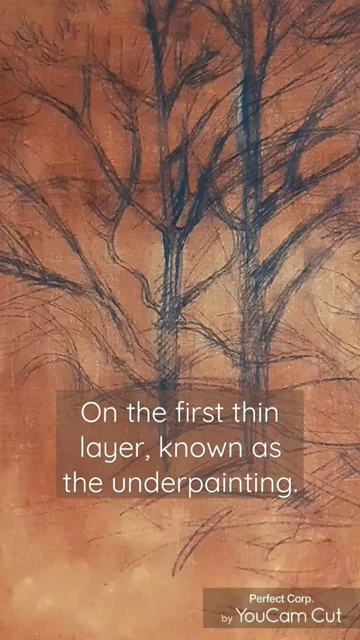 On the first thin
layer, known as
the underpainting.
Perfect Corp.
by YouCam Cut